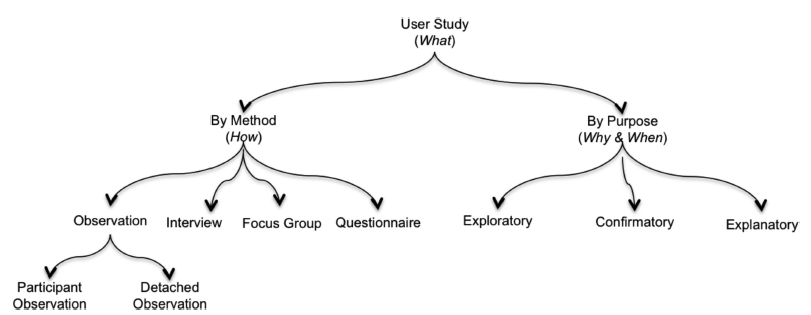 User Study
(What)
By Method
(How)
By Purpose
(Why & When)
Observation
Interview
Focus Group
Questionnaire
Exploratory
Confirmatory
Explanatory
Participant
Observation
Detached
Observation